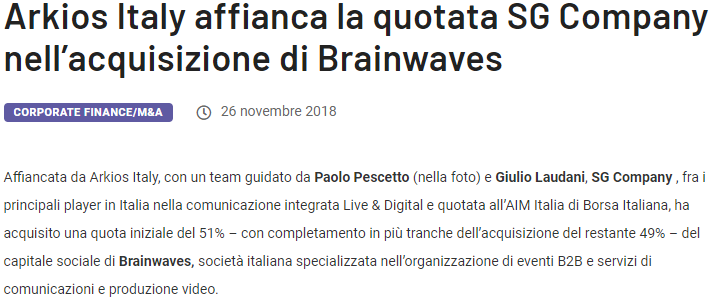 Arkios Italy affianca la quotata SG Company
nell’acquisizione di Brainwaves
CORPORATE FINANCE/M&A 26 novembre 2018
Affiancata da Arkios Italy, con un team guidato da Paolo Pescetto (nella foto) e Giulio Laudani, SG Company , fra i
principali player in Italia nella comunicazione integrata Live & Digital e quotata all’AIM Italia di Borsa Italiana, ha
acquisito una quota iniziale del 51% – con completamento in più tranche dell’acquisizione del restante 49% – del
capitale sociale di Brainwaves, società italiana specializzata nell’organizzazione di eventi B2B e servizi di
comunicazioni e produzione video.